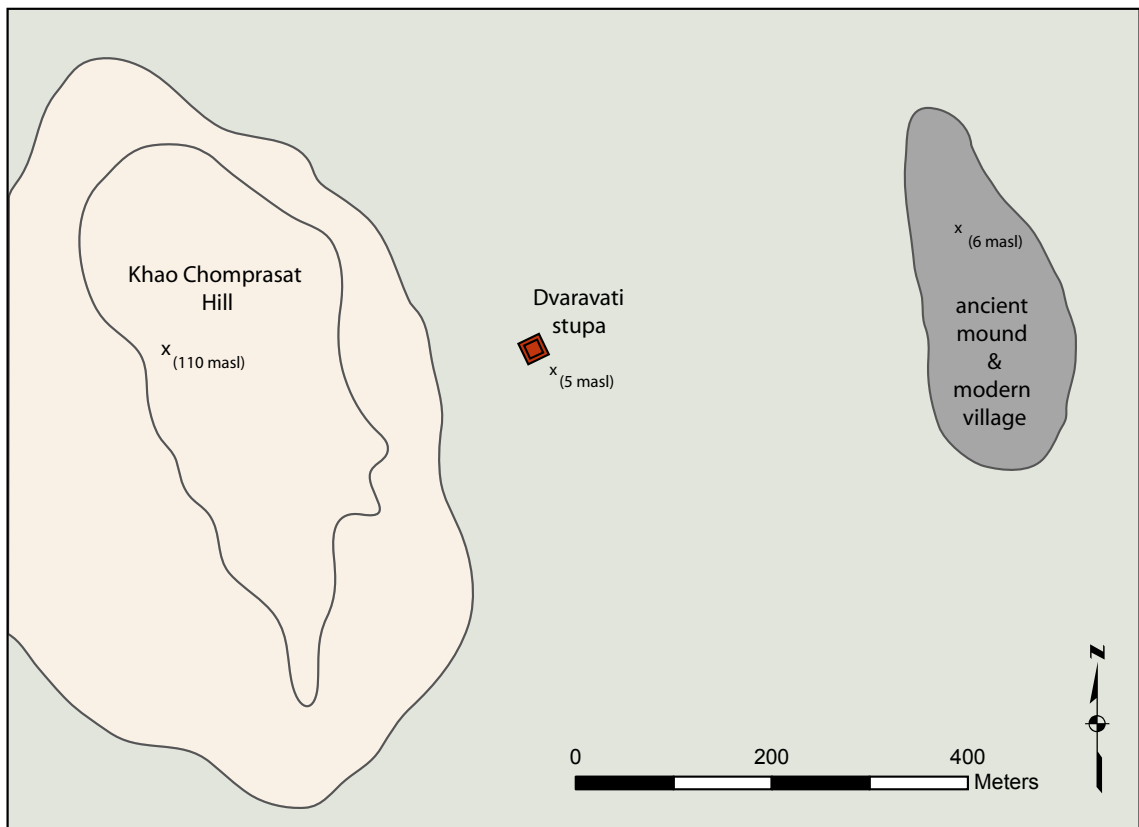 Khao Chomprasat
Hill
x (110 masl)
Dvaravati
stupa
x (5 masl)
x (6 masl)
ancient
mound
&
modern
village
N
0 200 400
Meters